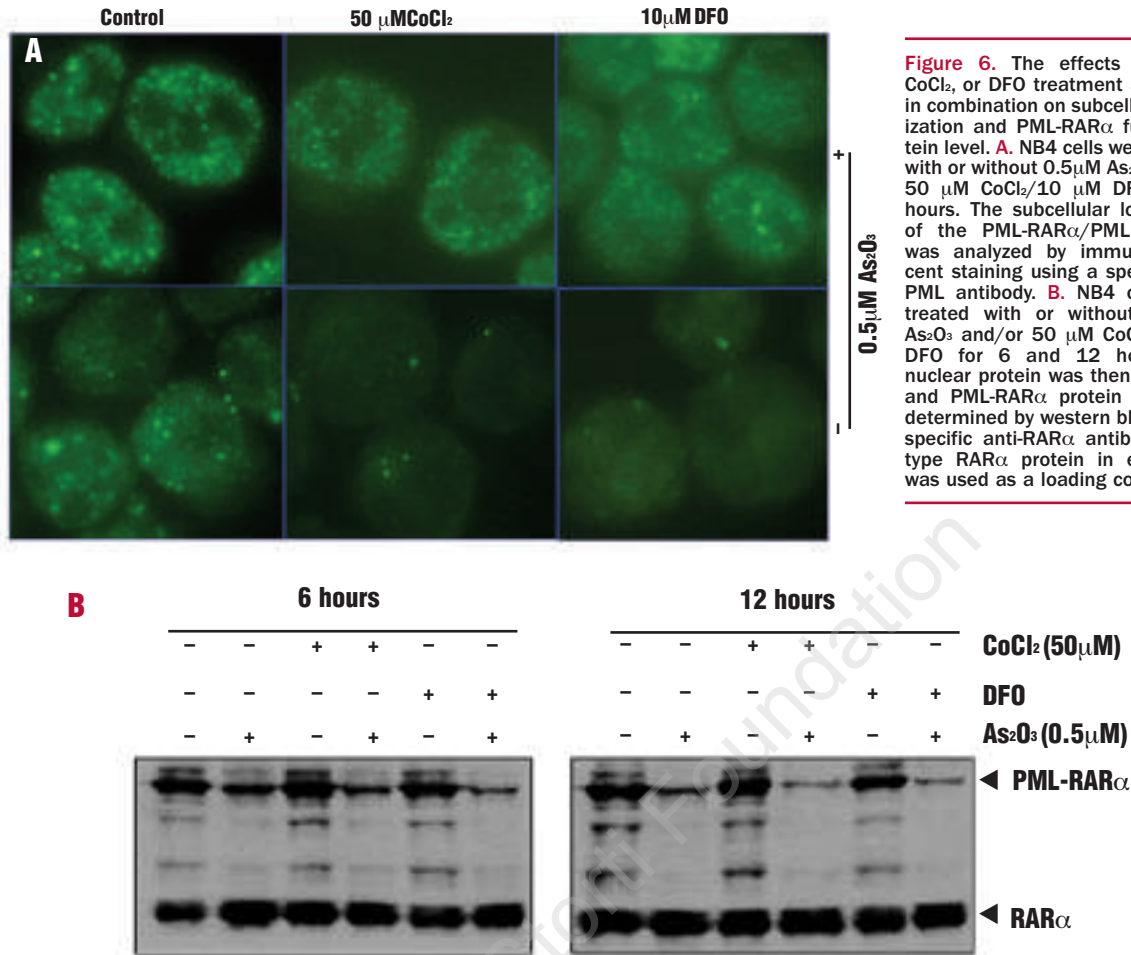 Control 50 μMCoCl₂ 10μM DFO
A
+
0.5μM As₂O₃
-
Figure 6. The effects
CoCl₂, or DFO treatment
in combination on subcell
ization and PML-RARα f
tein level. A. NB4 cells we
with or without 0.5μM As
50 μM CoCl₂/10 μM DF
hours. The subcellular lo
of the PML-RARα/PML
was analyzed by immu
cent staining using a spe
PML antibody. B. NB4 c
treated with or without
As₂O₃ and/or 50 μM CoC
DFO for 6 and 12 ho
nuclear protein was then
and PML-RARα protein
determined by western bl
specific anti-RARα antib
type RARα protein in e
was used as a loading co
B
6 hours 12 hours
– – + + – – – – + + – – CoCl₂ (50μM)
– – – – + + – – – – + + DFO
– + – + – + – + – + – + As₂O₃ (0.5μM)
◄ PML-RARα
◄ RARα
Foundation